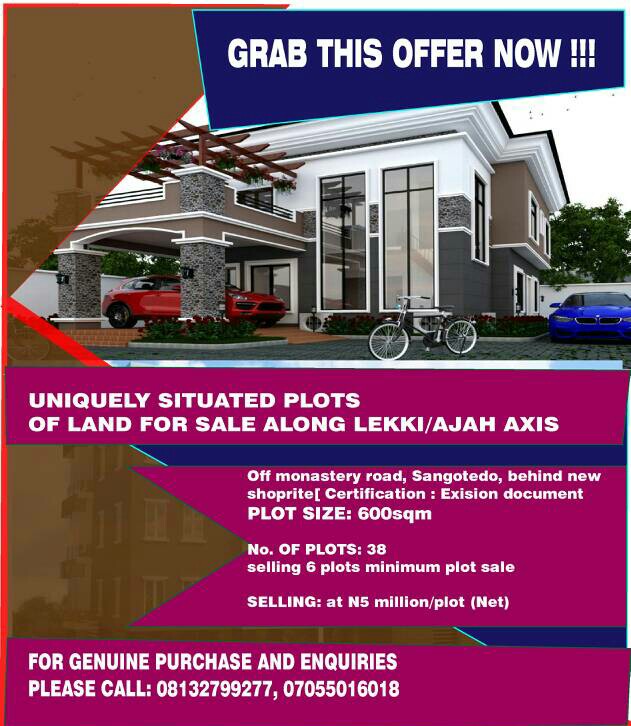 GRAB THIS OFFER NOW !!!
UNIQUELY SITUATED PLOTS
OF LAND FOR SALE ALONG LEKKI/AJAH AXIS
Off monastery road, Sangotedo, behind new
shoprite[ Certification : Exision document
PLOT SIZE: 600sqm
No. OF PLOTS: 38
selling 6 plots minimum plot sale
SELLING: at N5 million/plot (Net)
FOR GENUINE PURCHASE AND ENQUIRIES
PLEASE CALL: 08132799277, 07055016018